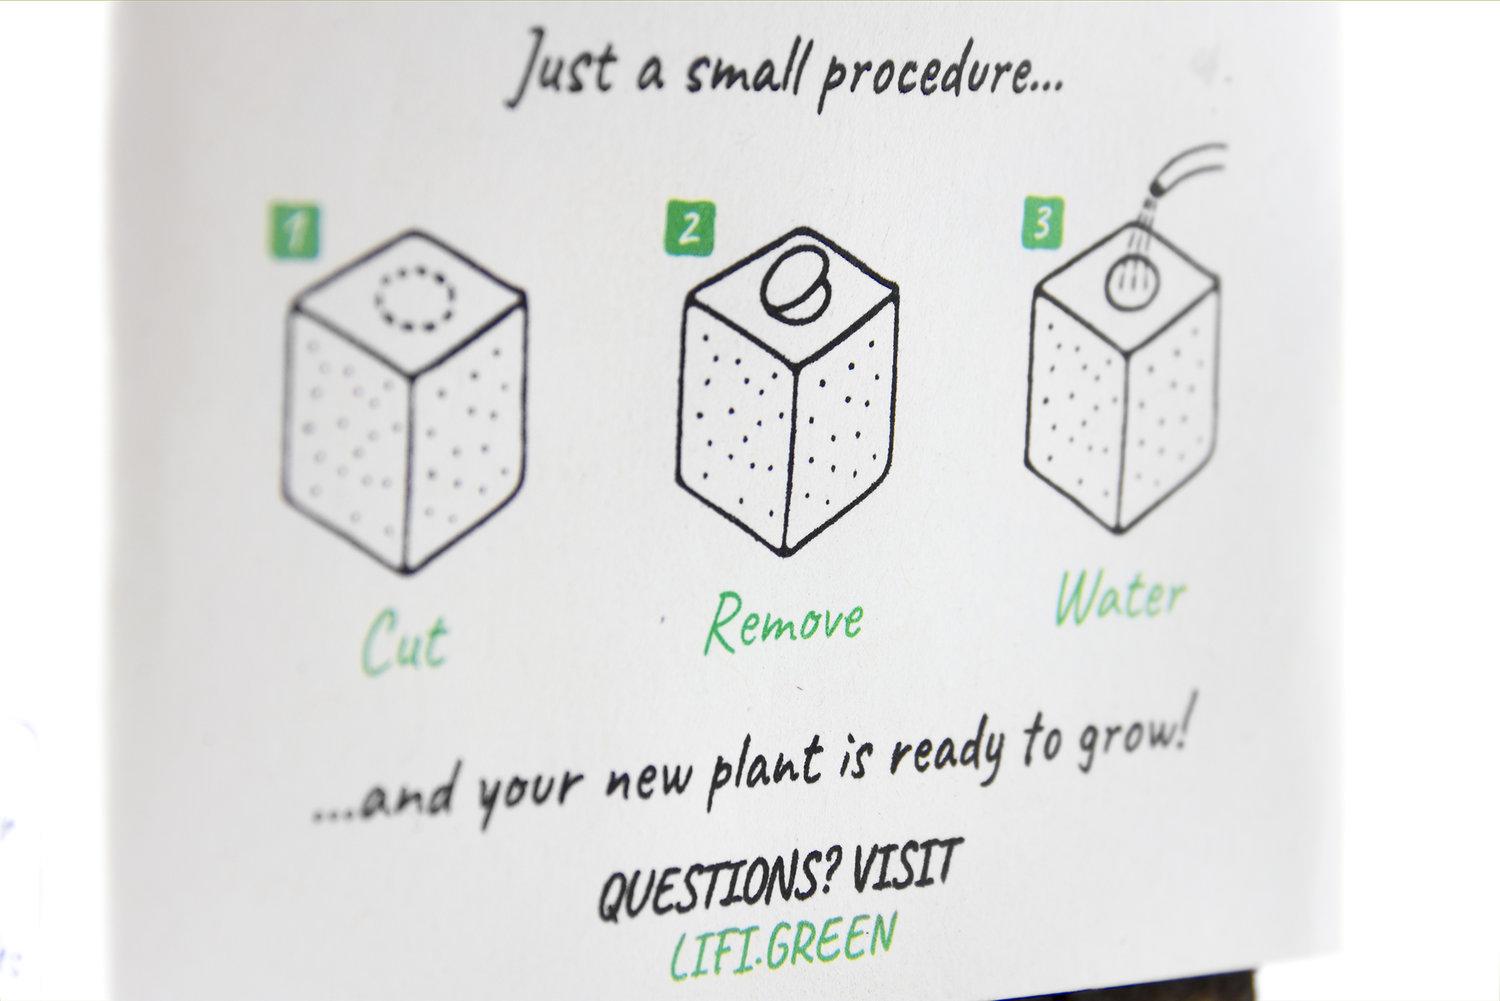 Just a small procedure...
1
2
3
Cut
Remove
Water
...and your new plant is ready to grow!
QUESTIONS? VISIT
LIFI.GREEN